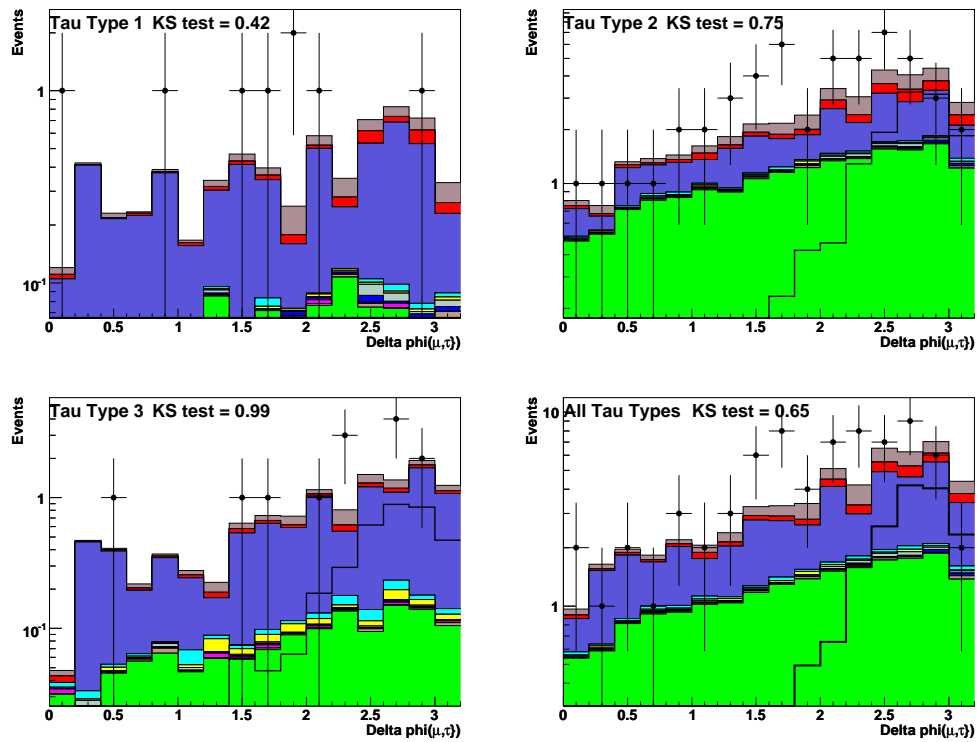 Tau Type 1 KS test = 0.42
Events
1
10-1
0 0.5 1 1.5 2 2.5 3
Delta phi(μ,τ})
Tau Type 2 KS test = 0.75
Events
1
0 0.5 1 1.5 2 2.5 3
Delta phi(μ,τ})
Tau Type 3 KS test = 0.99
Events
1
10-1
0 0.5 1 1.5 2 2.5 3
Delta phi(μ,τ})
All Tau Types KS test = 0.65
Events
10
1
0 0.5 1 1.5 2 2.5 3
Delta phi(μ,τ})